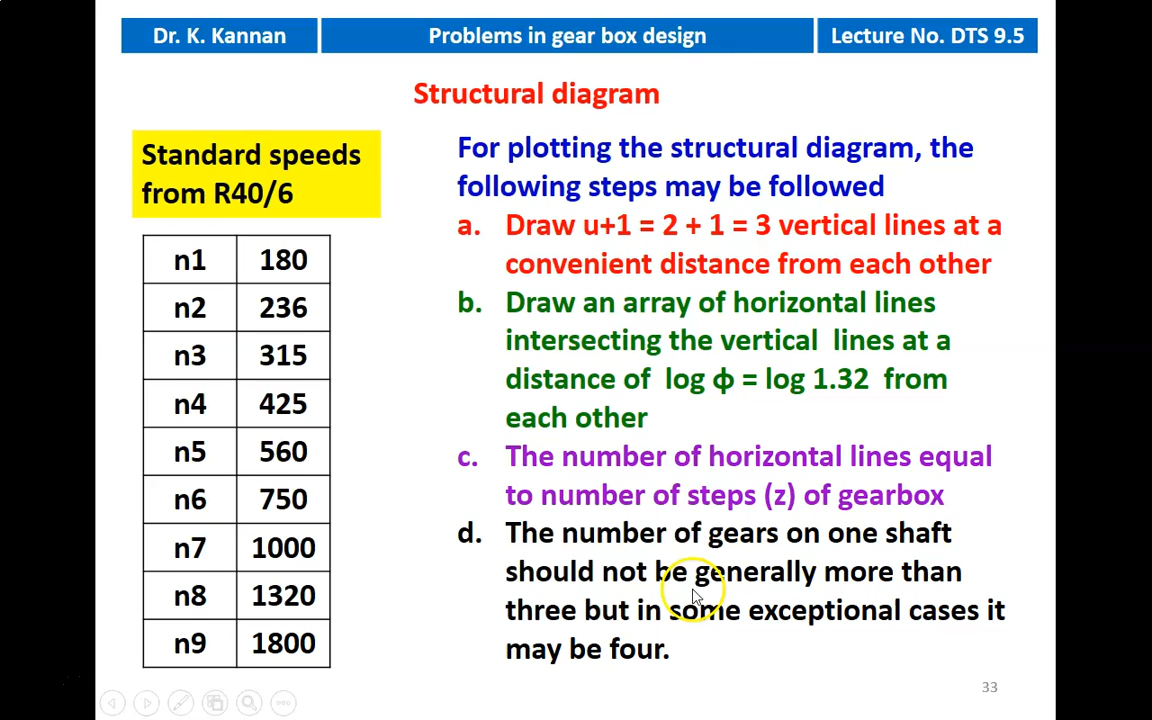 Dr. K. Kannan
Problems in gear box design
Lecture No. DTS 9.5
Structural diagram
Standard speeds
from R40/6
n1 180
n2 236
n3 315
n4 425
n5 560
n6 750
n7 1000
n8 1320
n9 1800
For plotting the structural diagram, the
following steps may be followed
a. Draw u+1 = 2 + 1 = 3 vertical lines at a
convenient distance from each other
b. Draw an array of horizontal lines
intersecting the vertical lines at a
distance of log ф = log 1.32 from
each other
c. The number of horizontal lines equal
to number of steps (z) of gearbox
d. The number of gears on one shaft
should not be generally more than
three but in some exceptional cases it
may be four.
33